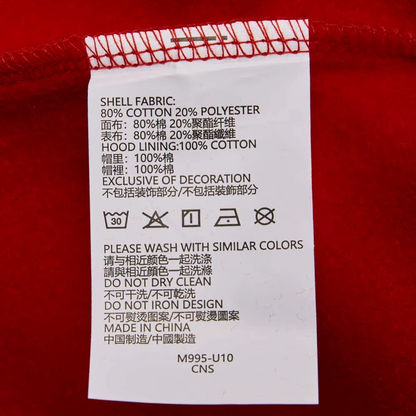 SHELL FABRIC:
80% COTTON 20% POLYESTER
面布：80%棉 20%聚酯纤维
表布：80%棉 20%聚酯纖維
HOOD LINING:100% COTTON
帽里：100%棉
帽裡：100%棉
EXCLUSIVE OF DECORATION
不包括装饰部分/不包括裝飾部分
30
PLEASE WASH WITH SIMILAR COLORS
请与相近颜色一起洗涤
請與相近顏色一起洗滌
DO NOT DRY CLEAN
不可干洗/不可乾洗
DO NOT IRON DESIGN
不可熨烫图案/不可熨燙圖案
MADE IN CHINA
中国制造/中國製造
M995-U10
CNS